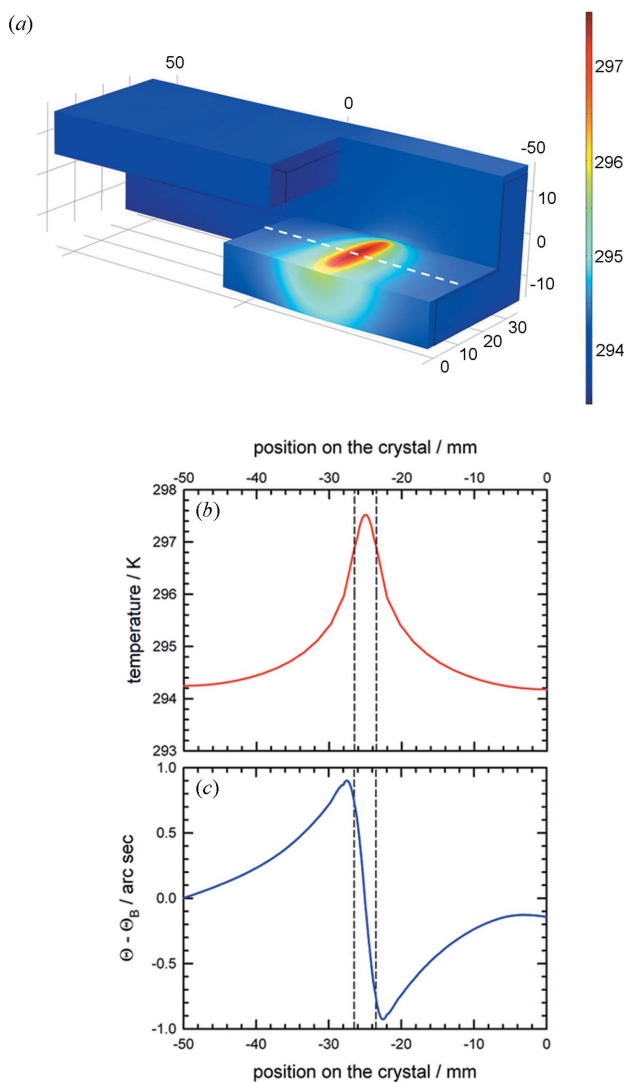 (a)
50
0
-50
10
0
-10
0
10
20
30
297
296
295
294
position on the crystal / mm
-50 -40 -30 -20 -10 0
(b)
298
297
296
295
294
293
temperature / K
(c)
1.0
0.5
0.0
-0.5
-1.0
Θ - Θ_B / arc sec
-50 -40 -30 -20 -10 0
position on the crystal / mm